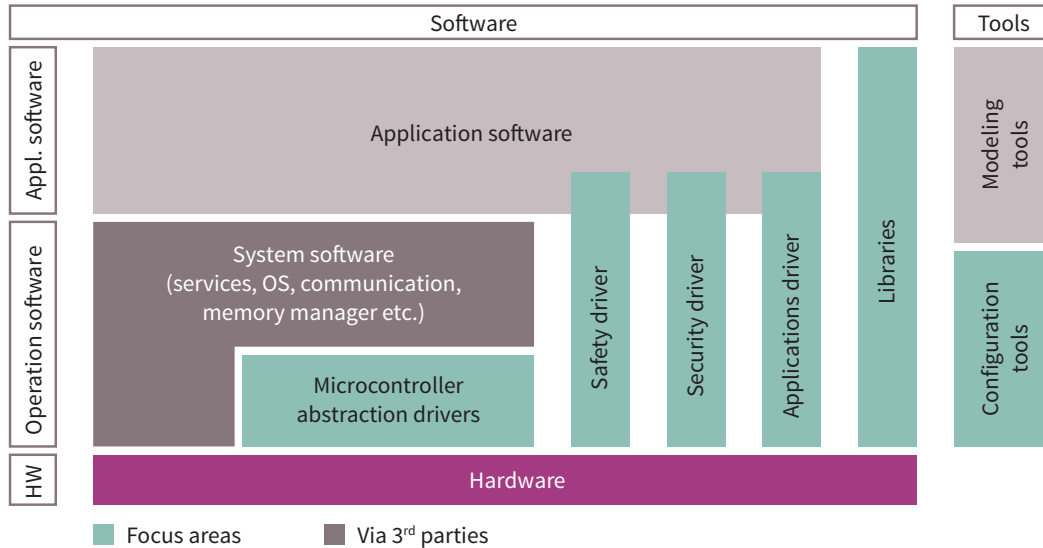 Software
Tools
Appl. software
Application software
Modeling
tools
Operation software
System software
(services, OS, communication,
memory manager etc.)
Microcontroller
abstraction drivers
Safety driver
Security driver
Applications driver
Libraries
Configuration
tools
HW
Hardware
Focus areas
Via 3rd parties